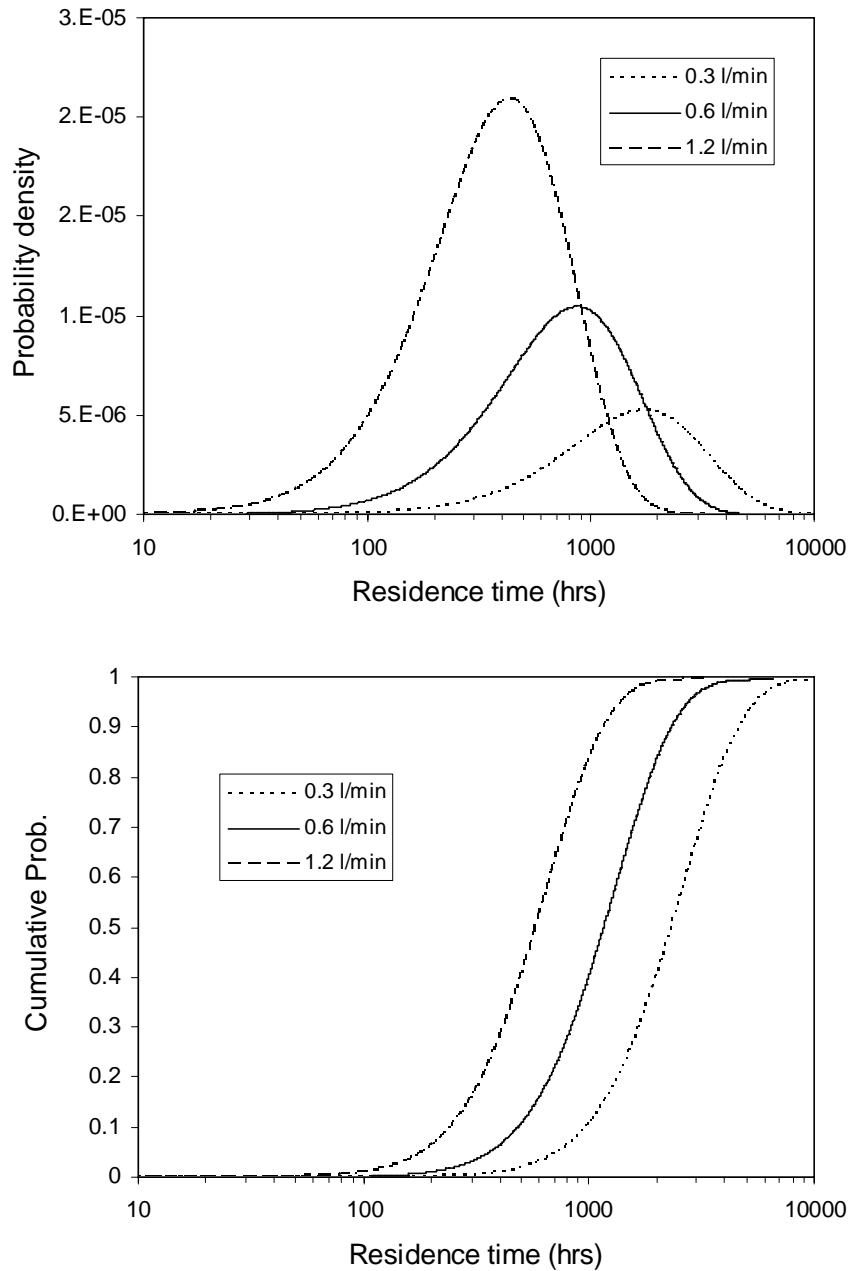 3.E-05
2.E-05
2.E-05
1.E-05
5.E-06
0.E+00
Probability density
0.3 l/min
0.6 l/min
1.2 l/min
10
100
1000
10000
Residence time (hrs)
1
0.9
0.8
0.7
0.6
0.5
0.4
0.3
0.2
0.1
0
Cumulative Prob.
0.3 l/min
0.6 l/min
1.2 l/min
10
100
1000
10000
Residence time (hrs)